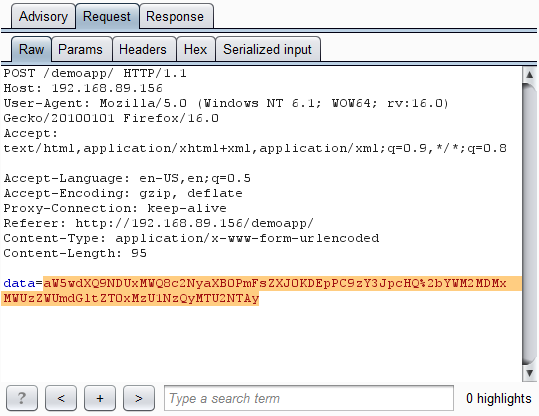 Advisory Request Response
Raw Params Headers Hex Serialized input
POST /demoapp/ HTTP/1.1
Host: 192.168.89.156
User-Agent: Mozilla/5.0 (Windows NT 6.1; WOW64; rv:16.0)
Gecko/20100101 Firefox/16.0
Accept:
text/html,application/xhtml+xml,application/xml;q=0.9,*/*;q=0.8
Accept-Language: en-US,en;q=0.5
Accept-Encoding: gzip, deflate
Proxy-Connection: keep-alive
Referer: http://192.168.89.156/demoapp/
Content-Type: application/x-www-form-urlencoded
Content-Length: 95
data=aW5wdXQ9NDUxMWQ8c2NyaXB0PmFsZXJ0KDEpPC9zY3JpcHQ%2bYWM2MDMx
MWUzZWUmdGltZT0xMzU1NzQyMTU2NTAy
? < + > Type a search term 0 highlights